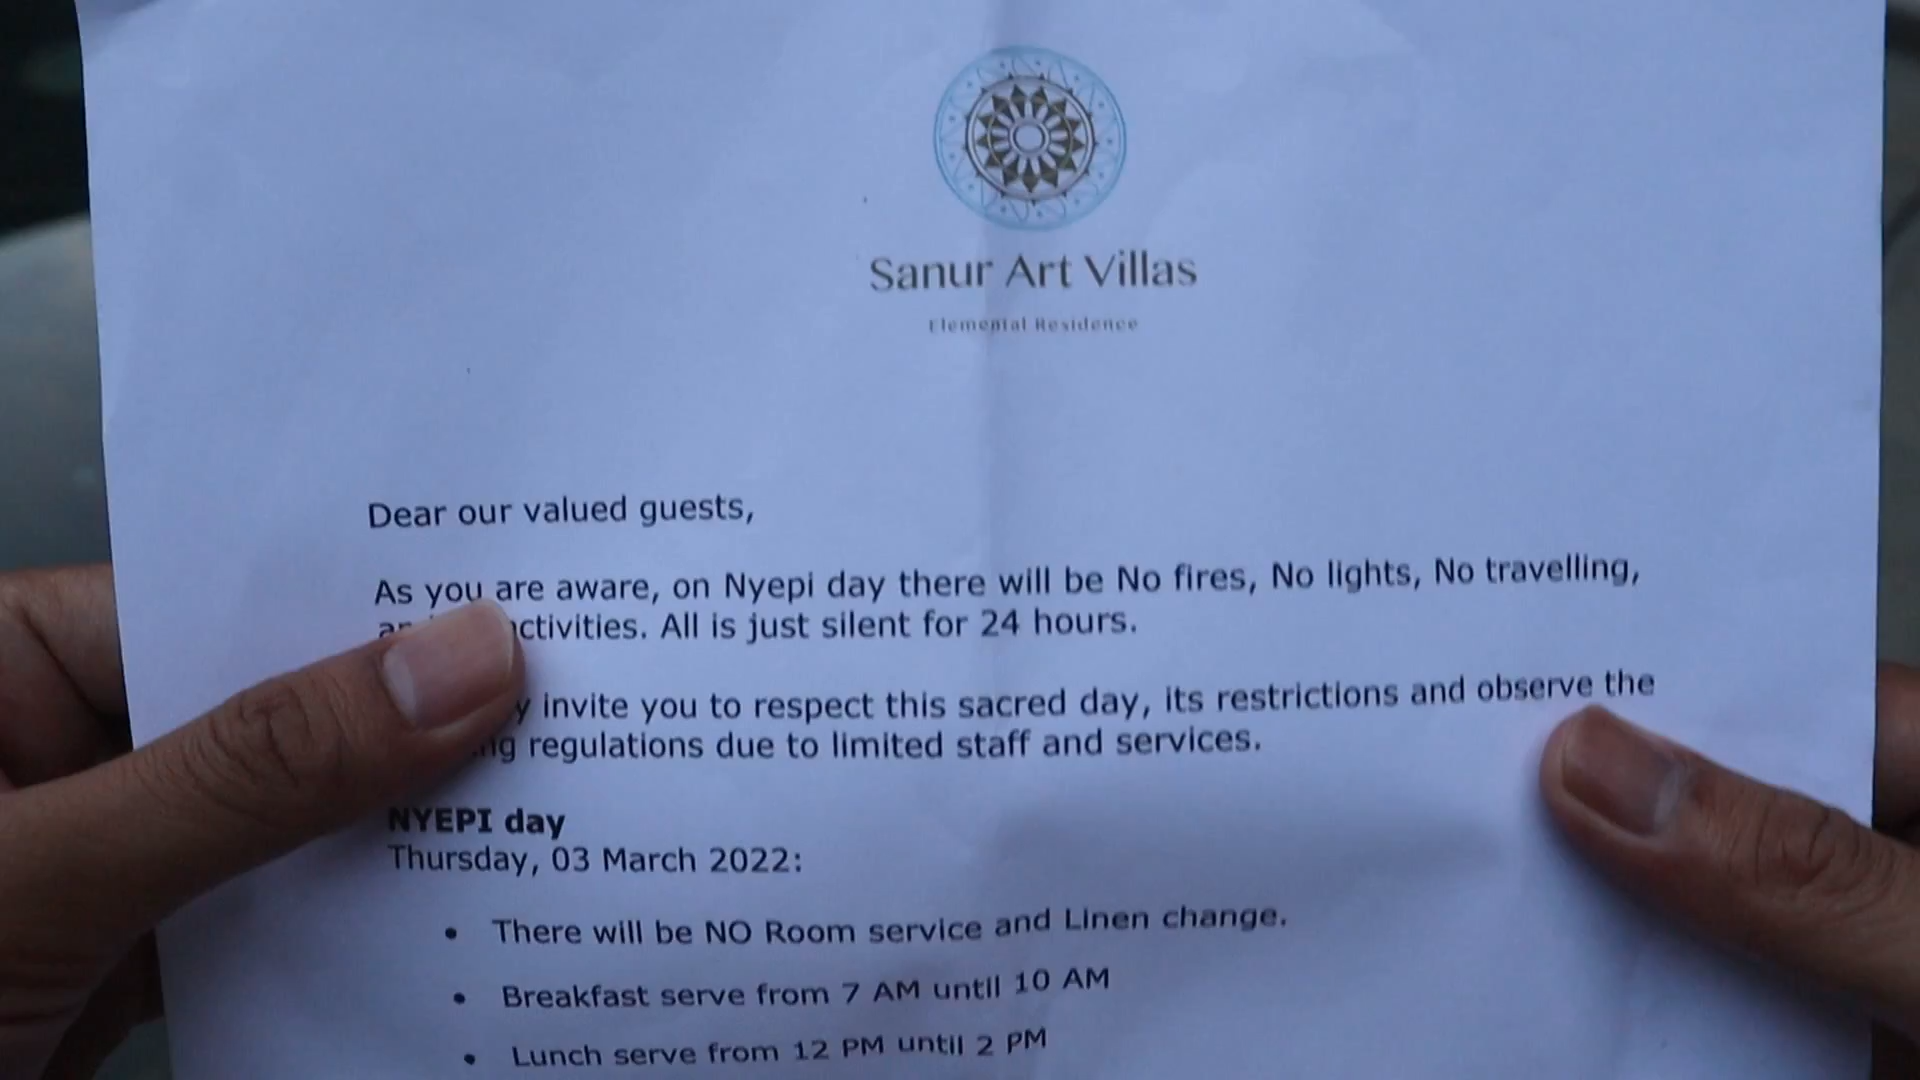 Sanur Art Villas
Elemental Residence
Dear our valued guests,
As you are aware, on Nyepi day there will be No fires, No lights, No travelling,
activities. All is just silent for 24 hours.
invite you to respect this sacred day, its restrictions and observe the
regulations due to limited staff and services.
NYEPI day
Thursday, 03 March 2022:
• There will be NO Room service and Linen change.
• Breakfast serve from 7 AM until 10 AM
• Lunch serve from 12 PM until 2 PM